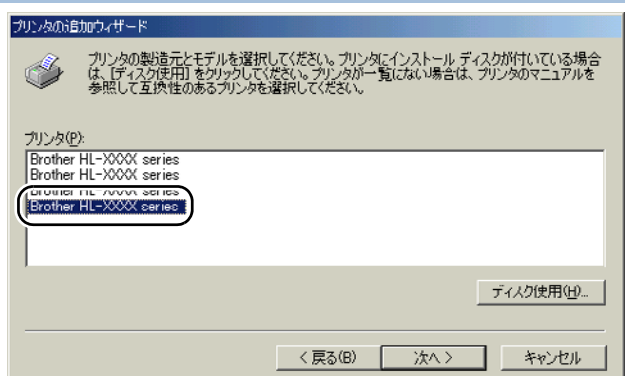 プリンタの追加ウィザード
プリンタの製造元とモデルを選択してください。プリンタにインストール ディスクが付いている場合
は、[ディスク使用] をクリックしてください。プリンタが一覧にない場合は、プリンタのマニュアルを
参照して互換性のあるプリンタを選択してください。
プリンタ(P):
Brother HL-XXXX series
Brother HL-XXXX series
Brother HL-XXXX series
Brother HL-XXXX series
ディスク使用(H)...
< 戻る(B) 次へ > キャンセル